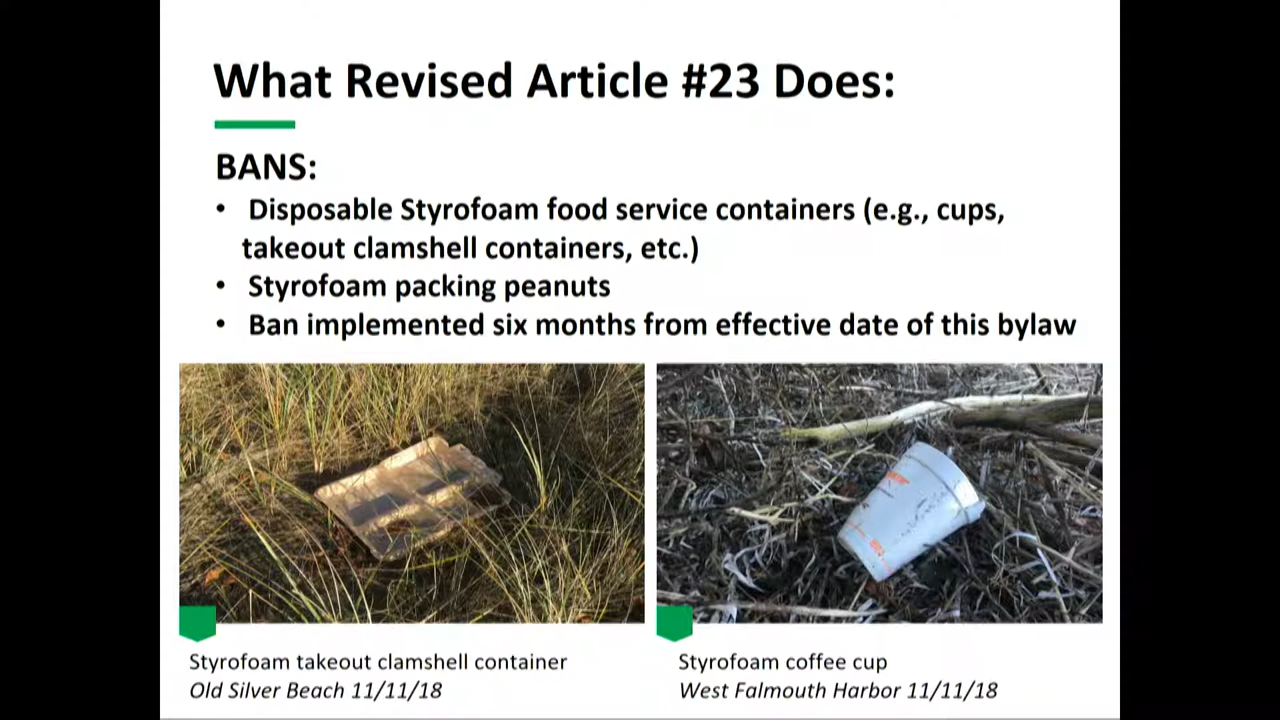 What Revised Article #23 Does:
BANS:
• Disposable Styrofoam food service containers (e.g., cups,
takeout clamshell containers, etc.)
• Styrofoam packing peanuts
• Ban implemented six months from effective date of this bylaw
Styrofoam takeout clamshell container
Old Silver Beach 11/11/18
Styrofoam coffee cup
West Falmouth Harbor 11/11/18